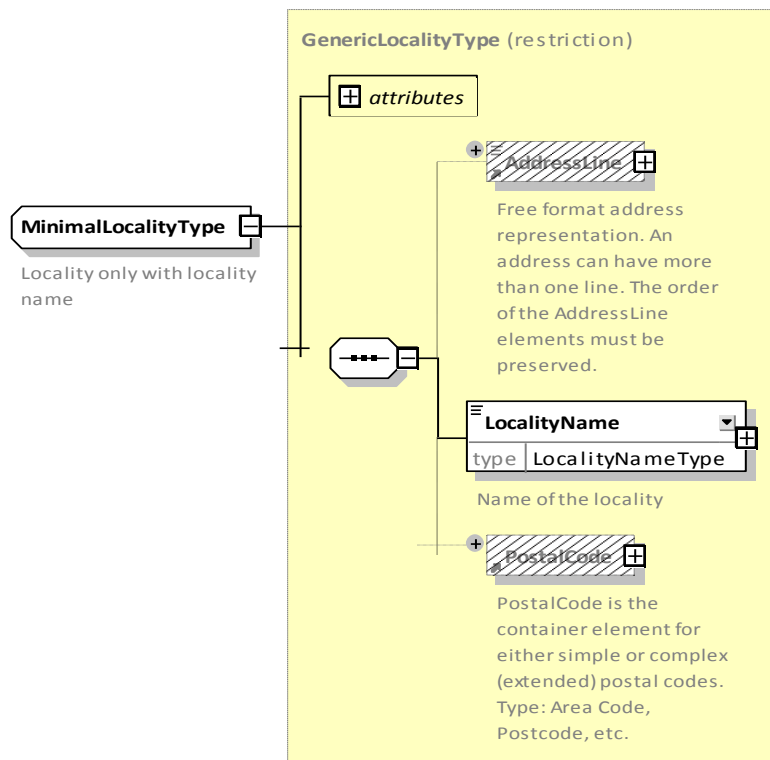 GenericLocalityType (restriction)
attributes
AddressLine
Free format address
representation. An
address can have more
than one line. The order
of the AddressLine
elements must be
preserved.
MinimalLocalityType
Locality only with locality
name
LocalityName
type LocalityNameType
Name of the locality
PostalCode
PostalCode is the
container element for
either simple or complex
(extended) postal codes.
Type: Area Code,
Postcode, etc.